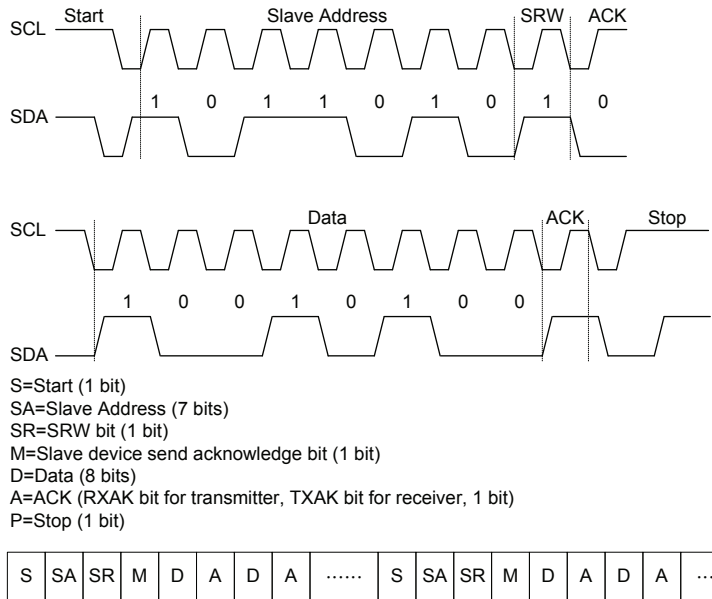 Start Slave Address SRW ACK
SCL
1 0 1 1 0 1 0 1 0
SDA
Data ACK Stop
SCL
1 0 0 1 0 1 0 0
SDA
S=Start (1 bit)
SA=Slave Address (7 bits)
SR=SRW bit (1 bit)
M=Slave device send acknowledge bit (1 bit)
D=Data (8 bits)
A=ACK (RXAK bit for transmitter, TXAK bit for receiver, 1 bit)
P=Stop (1 bit)
S SA SR M D A D A ...... S SA SR M D A D A ...